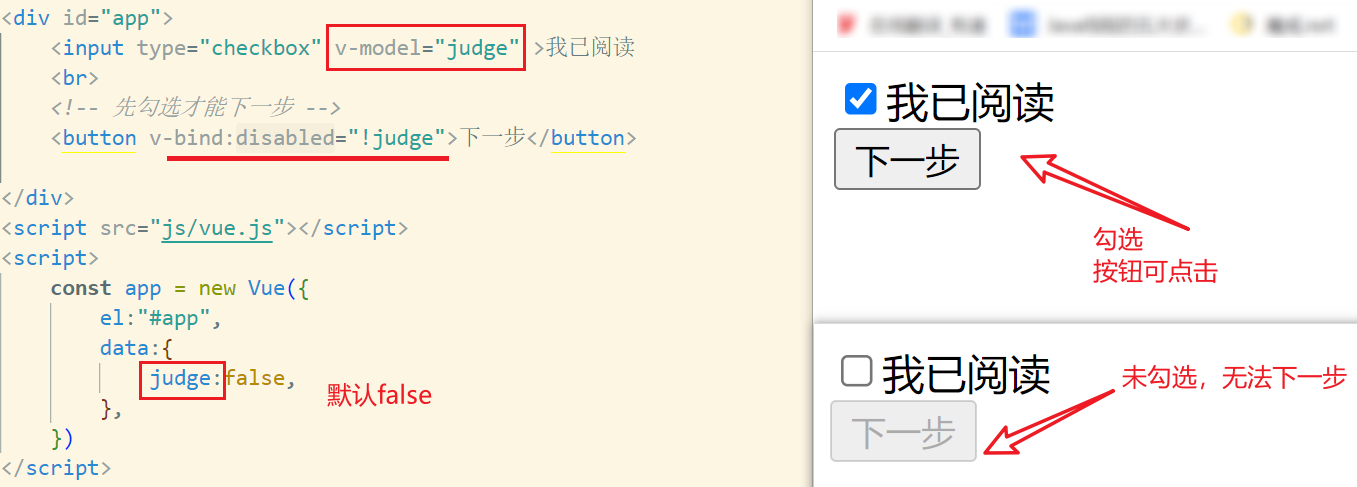 <div id="app">
<input type="checkbox" v-model="judge" >我已阅读
<br>
<!-- 先勾选才能下一步 -->
<button v-bind:disabled="!judge">下一步</button>
</div>
<script src="js/vue.js"></script>
<script>
const app = new Vue({
el:"#app",
data:{
judge:false,
},
})
</script>
默认false
我已阅读
下一步
勾选
按钮可点击
我已阅读
未勾选，无法下一步
下一步